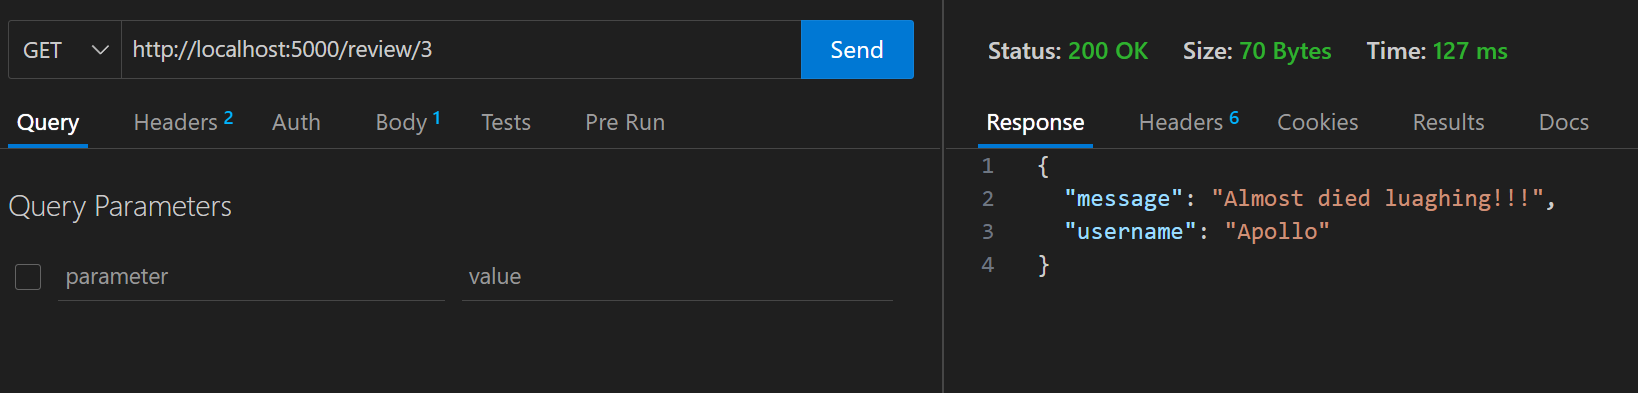 GET http://localhost:5000/review/3 Send
Query Headers 2 Auth Body 1 Tests Pre Run
Query Parameters
parameter value
Status: 200 OK Size: 70 Bytes Time: 127 ms
Response Headers 6 Cookies Results Docs
1 {
2 "message": "Almost died luaghing!!!",
3 "username": "Apollo"
4 }